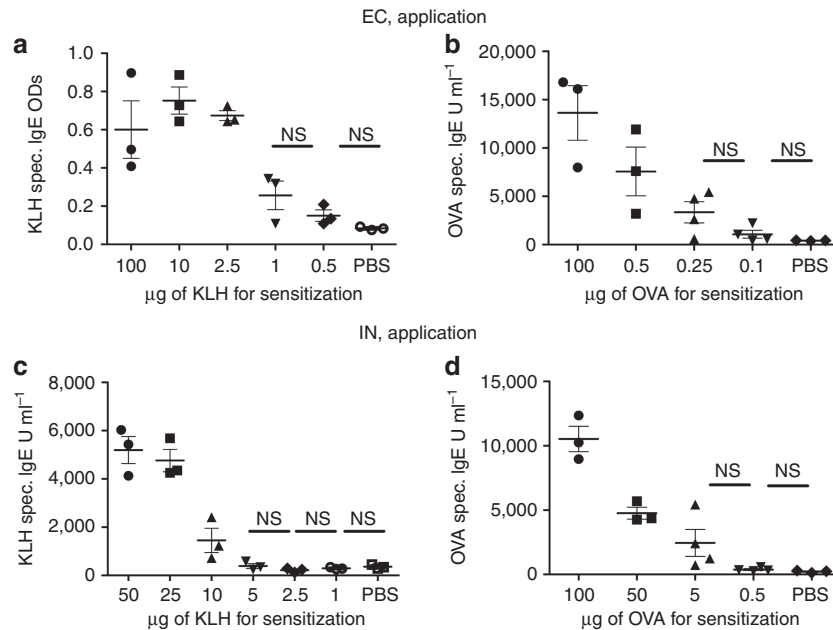 EC, application
a
KLH spec. IgE ODs
1.0
0.8
0.6
0.4
0.2
0.0
NS NS
100 10 2.5 1 0.5 PBS
µg of KLH for sensitization
b
OVA spec. IgE U ml⁻¹
20,000
15,000
10,000
5,000
0
NS NS
100 0.5 0.25 0.1 PBS
µg of OVA for sensitization
IN, application
c
KLH spec. IgE U ml⁻¹
8,000
6,000
4,000
2,000
0
NS NS NS
50 25 10 5 2.5 1 PBS
µg of KLH for sensitization
d
OVA spec. IgE U ml⁻¹
15,000
10,000
5,000
0
NS NS
100 50 5 0.5 PBS
µg of OVA for sensitization